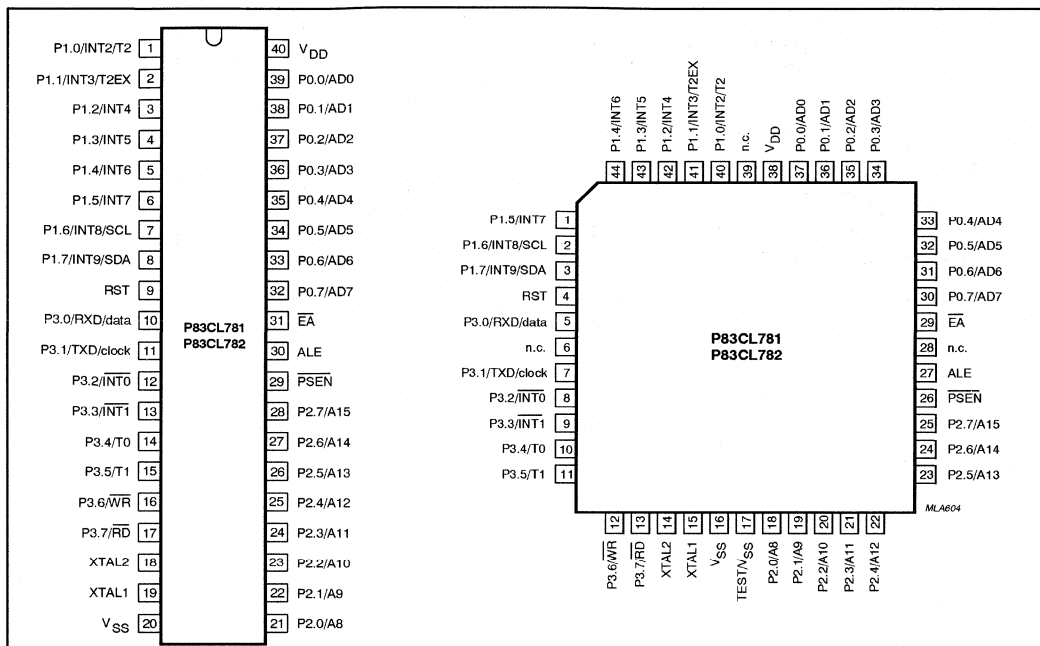 P1.0/INT2/T2 1
P1.1/INT3/T2EX 2
P1.2/INT4 3
P1.3/INT5 4
P1.4/INT6 5
P1.5/INT7 6
P1.6/INT8/SCL 7
P1.7/INT9/SDA 8
RST 9
P3.0/RXD/data 10
P3.1/TXD/clock 11
P3.2/INT0 12
P3.3/INT1 13
P3.4/T0 14
P3.5/T1 15
P3.6/WR 16
P3.7/RD 17
XTAL2 18
XTAL1 19
VSS 20
P83CL781
P83CL782
40 VDD
39 P0.0/AD0
38 P0.1/AD1
37 P0.2/AD2
36 P0.3/AD3
35 P0.4/AD4
34 P0.5/AD5
33 P0.6/AD6
32 P0.7/AD7
31 EA
30 ALE
29 PSEN
28 P2.7/A15
27 P2.6/A14
26 P2.5/A13
25 P2.4/A12
24 P2.3/A11
23 P2.2/A10
22 P2.1/A9
21 P2.0/A8
44 P1.4/INT6
43 P1.3/INT5
42 P1.2/INT4
41 P1.1/INT3/T2EX
40 P1.0/INT2/T2
39 n.c.
38 VDD
37 P0.0/AD0
36 P0.1/AD1
35 P0.2/AD2
34 P0.3/AD3
P1.5/INT7 1
P1.6/INT8/SCL 2
P1.7/INT9/SDA 3
RST 4
P3.0/RXD/data 5
n.c. 6
P3.1/TXD/clock 7
P3.2/INT0 8
P3.3/INT1 9
P3.4/T0 10
P3.5/T1 11
P83CL781
P83CL782
33 P0.4/AD4
32 P0.5/AD5
31 P0.6/AD6
30 P0.7/AD7
29 EA
28 n.c.
27 ALE
26 PSEN
25 P2.7/A15
24 P2.6/A14
23 P2.5/A13
MLA604
P3.6/WR 12
P3.7/RD 13
XTAL2 14
XTAL1 15
VSS 16
TEST/VSS 17
P2.0/A8 18
P2.1/A9 19
P2.2/A10 20
P2.3/A11 21
P2.4/A12 22